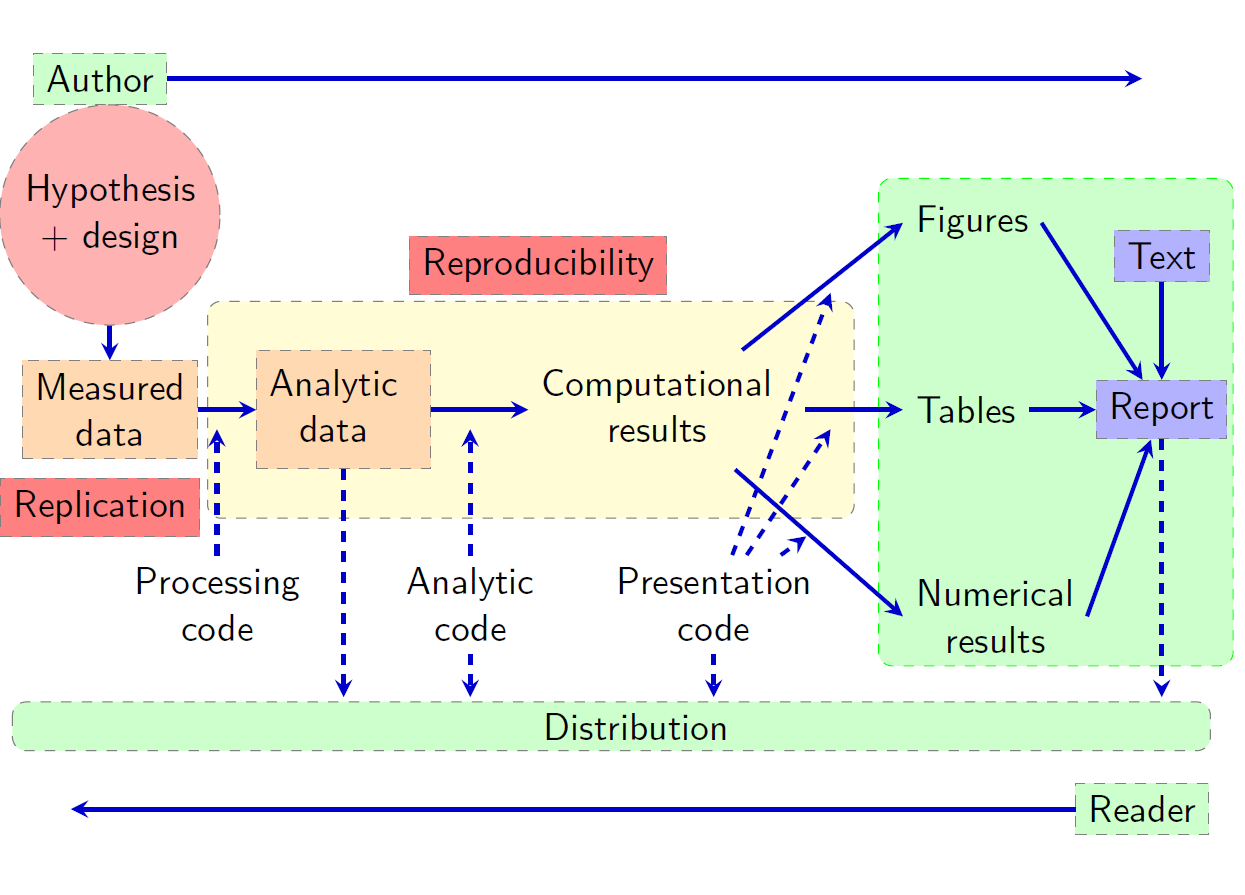 Author
Hypothesis
+ design
Figures
Text
Reproducibility
Measured
data
Analytic
data
Computational
results
Tables
Report
Replication
Processing
code
Analytic
code
Presentation
code
Numerical
results
Distribution
Reader